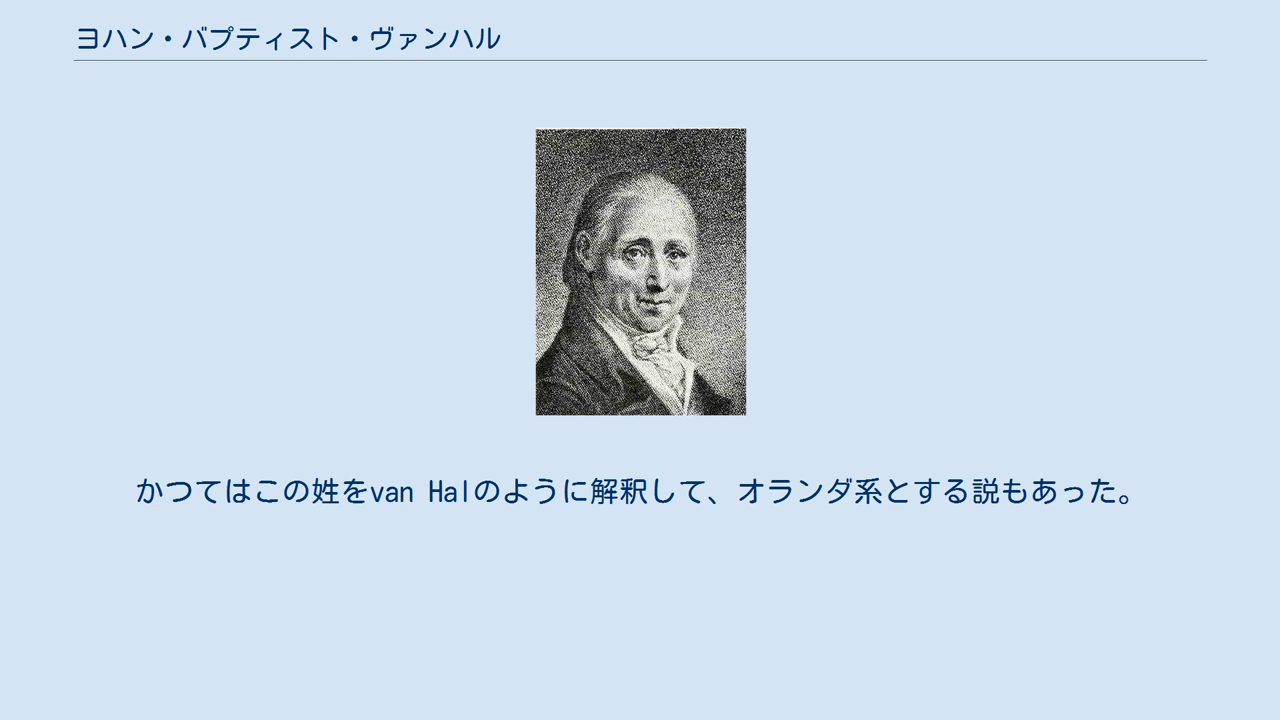 ヨハン・バプティスト・ヴァンハル
かつてはこの姓をvan Halのように解釈して、オランダ系とする説もあった。